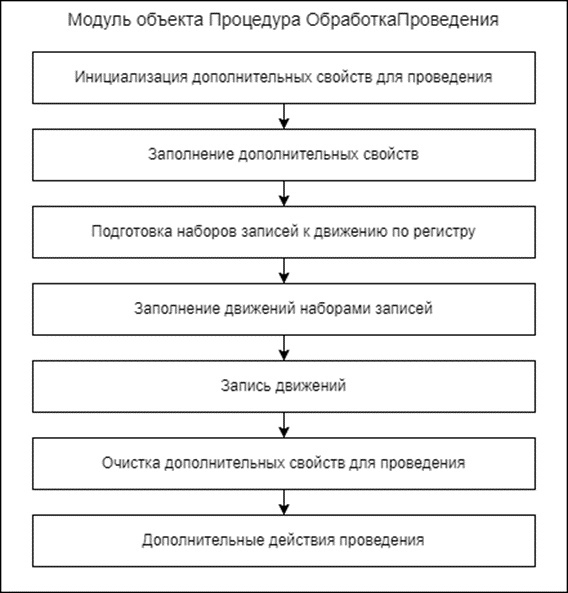 Модуль объекта Процедура ОбработкаПроведения
Инициализация дополнительных свойств для проведения
Заполнение дополнительных свойств
Подготовка наборов записей к движению по регистру
Заполнение движений наборами записей
Запись движений
Очистка дополнительных свойств для проведения
Дополнительные действия проведения